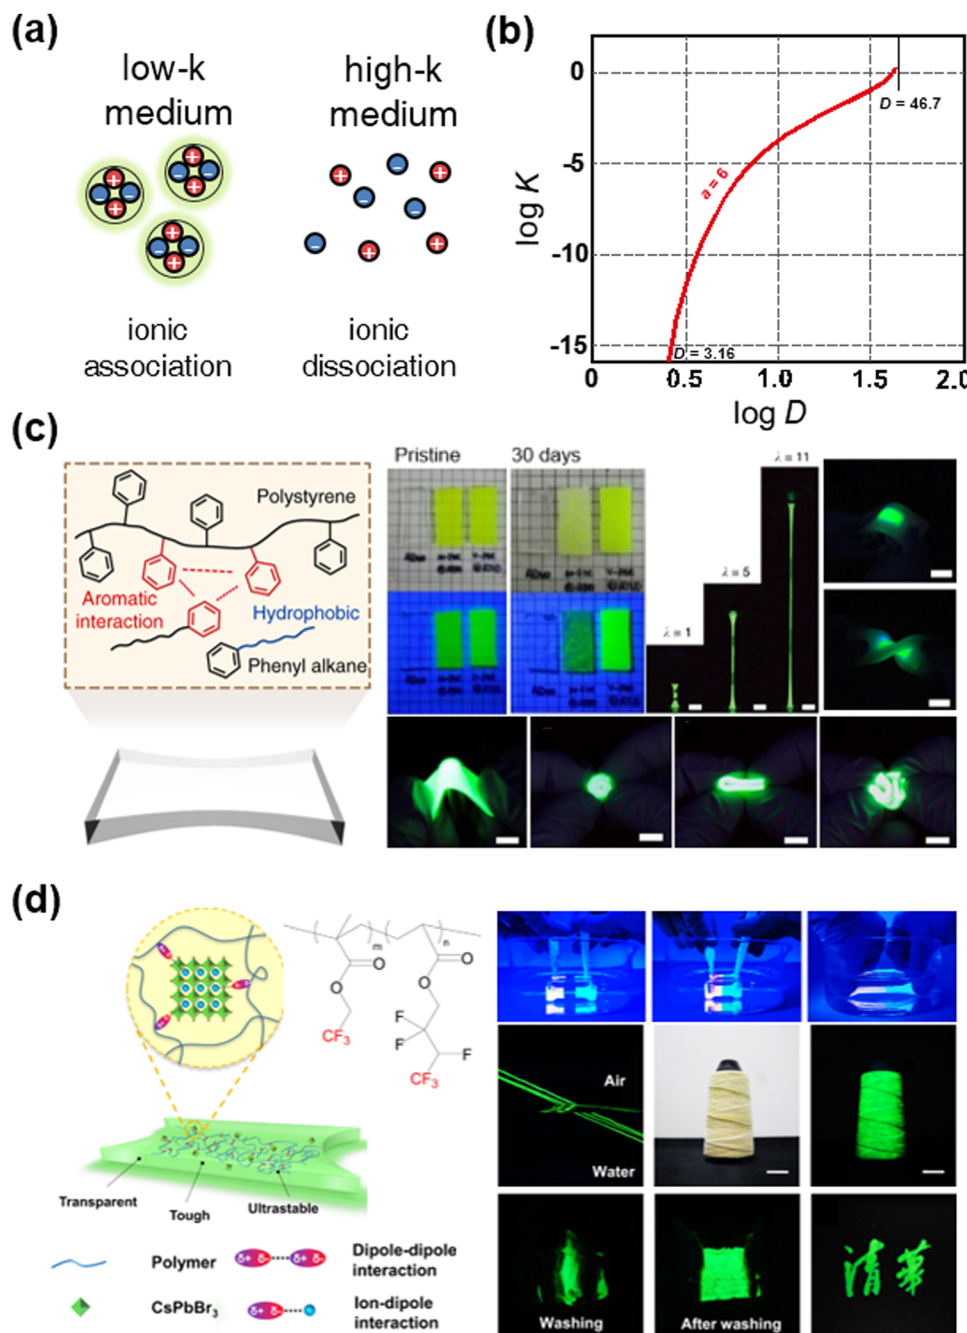 (a)
low-k
medium
high-k
medium
+
+
+
+
+
+
−
−
−
−
−
−
+
+
+
+
−
−
−
−
ionic
association
ionic
dissociation
(b)
log K
0
-5
-10
-15
a = 6
D = 46.7
D = 3.16
0
0.5
1.0
1.5
2.0
log D
(c)
Polystyrene
Aromatic
interaction
Hydrophobic
Phenyl alkane
Pristine
30 days
λ = 1
λ = 5
λ = 11
(d)
m
n
O
O
O
O
CF3
F
F
F
CF3
Transparent
Tough
Ultrastable
Polymer
δ+ δ- δ+ δ-
Dipole-dipole
interaction
CsPbBr3
δ+ δ-
Ion-dipole
interaction
Air
Water
Washing
After washing
清華